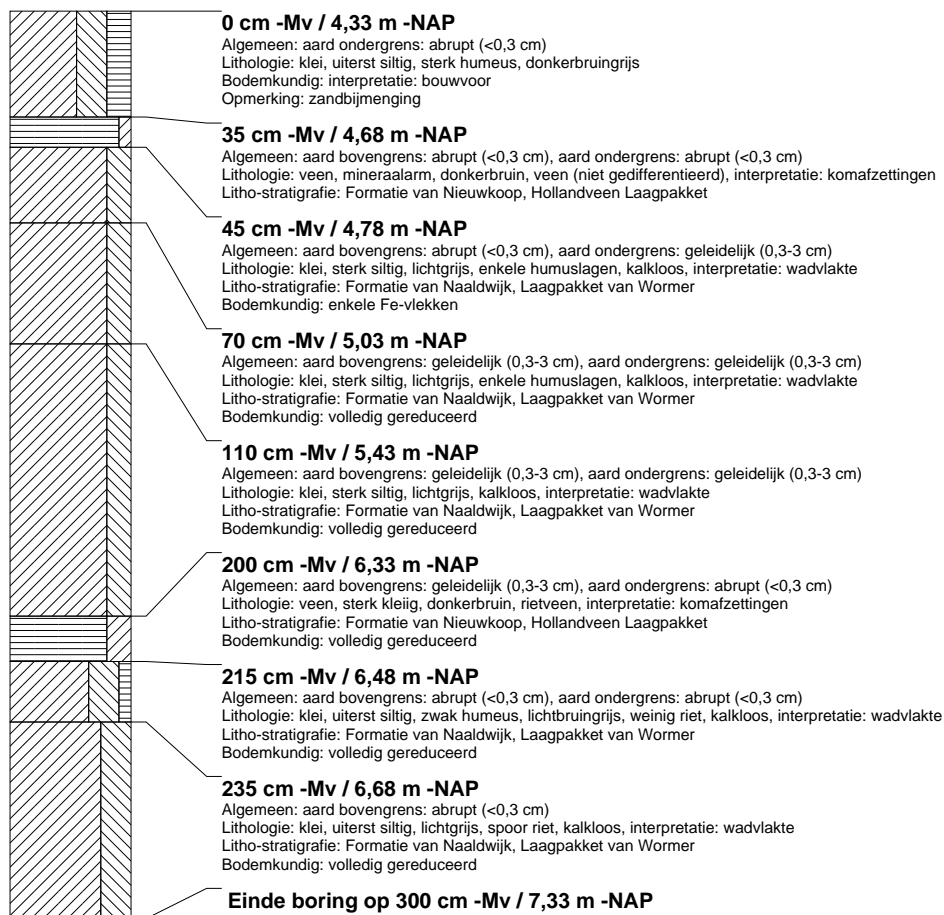 0 cm -Mv / 4,33 m -NAP
Algemeen: aard ondergrens: abrupt (<0,3 cm)
Lithologie: klei, uiterst siltig, sterk humeus, donkerbruingrijs
Bodemkundig: interpretatie: bouwvoor
Opmerking: zandbijmenging
35 cm -Mv / 4,68 m -NAP
Algemeen: aard bovengrens: abrupt (<0,3 cm), aard ondergrens: abrupt (<0,3 cm)
Lithologie: veen, mineraalarm, donkerbruin, veen (niet gedifferentieerd), interpretatie: komafzettingen
Litho-stratigrafie: Formatie van Nieuwkoop, Hollandveen Laagpakket
45 cm -Mv / 4,78 m -NAP
Algemeen: aard bovengrens: abrupt (<0,3 cm), aard ondergrens: geleidelijk (0,3-3 cm)
Lithologie: klei, sterk siltig, lichtgrijs, enkele humuslagen, kalkloos, interpretatie: wadvlakte
Litho-stratigrafie: Formatie van Naaldwijk, Laagpakket van Wormer
Bodemkundig: enkele Fe-vlekken
70 cm -Mv / 5,03 m -NAP
Algemeen: aard bovengrens: geleidelijk (0,3-3 cm), aard ondergrens: geleidelijk (0,3-3 cm)
Lithologie: klei, sterk siltig, lichtgrijs, enkele humuslagen, kalkloos, interpretatie: wadvlakte
Litho-stratigrafie: Formatie van Naaldwijk, Laagpakket van Wormer
Bodemkundig: volledig gereduceerd
110 cm -Mv / 5,43 m -NAP
Algemeen: aard bovengrens: geleidelijk (0,3-3 cm), aard ondergrens: geleidelijk (0,3-3 cm)
Lithologie: klei, sterk siltig, lichtgrijs, kalkloos, interpretatie: wadvlakte
Litho-stratigrafie: Formatie van Naaldwijk, Laagpakket van Wormer
Bodemkundig: volledig gereduceerd
200 cm -Mv / 6,33 m -NAP
Algemeen: aard bovengrens: geleidelijk (0,3-3 cm), aard ondergrens: abrupt (<0,3 cm)
Lithologie: veen, sterk kleiig, donkerbruin, rietveen, interpretatie: komafzettingen
Litho-stratigrafie: Formatie van Nieuwkoop, Hollandveen Laagpakket
Bodemkundig: volledig gereduceerd
215 cm -Mv / 6,48 m -NAP
Algemeen: aard bovengrens: abrupt (<0,3 cm), aard ondergrens: abrupt (<0,3 cm)
Lithologie: klei, uiterst siltig, zwak humeus, lichtbruingrijs, weinig riet, kalkloos, interpretatie: wadvlakte
Litho-stratigrafie: Formatie van Naaldwijk, Laagpakket van Wormer
Bodemkundig: volledig gereduceerd
235 cm -Mv / 6,68 m -NAP
Algemeen: aard bovengrens: abrupt (<0,3 cm)
Lithologie: klei, uiterst siltig, lichtgrijs, spoor riet, kalkloos, interpretatie: wadvlakte
Litho-stratigrafie: Formatie van Naaldwijk, Laagpakket van Wormer
Bodemkundig: volledig gereduceerd
Einde boring op 300 cm -Mv / 7,33 m -NAP